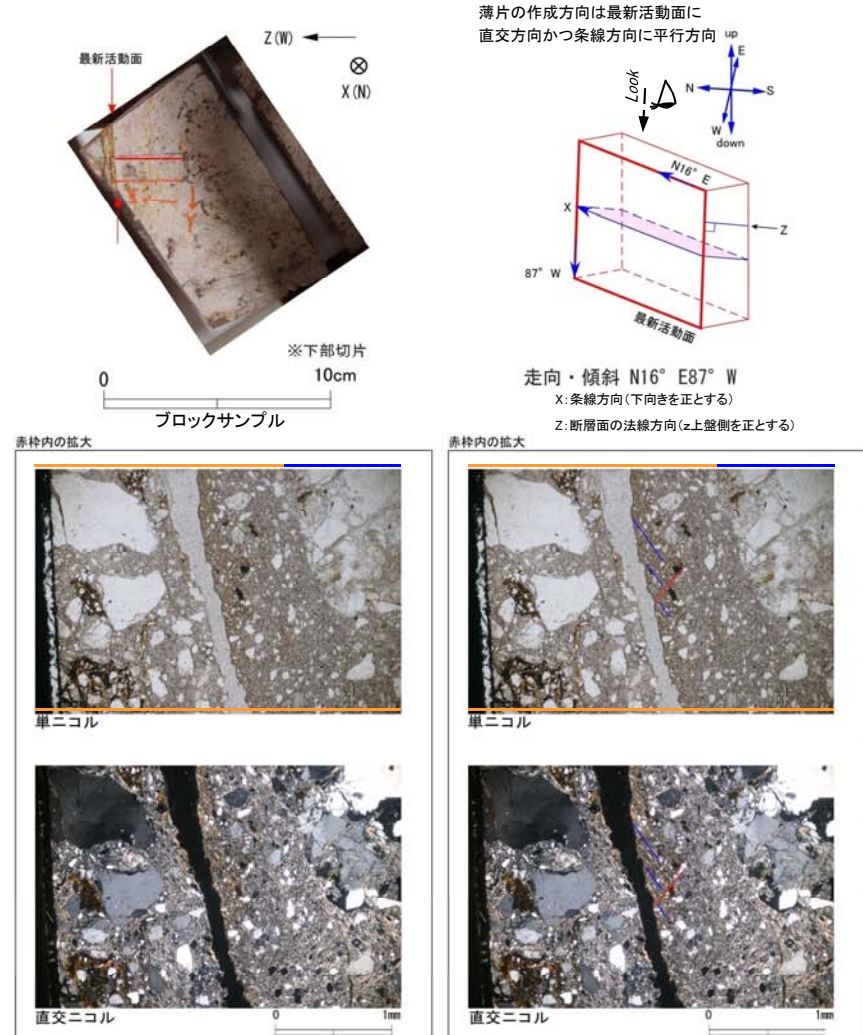 最新活動面
Z(W)
X(N)
Y
※下部切片
0
10cm
ブロックサンプル
薄片の作成方向は最新活動面に
直交方向かつ条線方向に平行方向
up
E
N
S
W
down
Look
N16° E
X
Z
87° W
最新活動面
走向・傾斜 N16° E87° W
X:条線方向(下向きを正とする)
Z:断層面の法線方向(z上盤側を正とする)
赤枠内の拡大
赤枠内の拡大
単ニコル
単ニコル
直交ニコル
0
1mm
直交ニコル
0
1mm